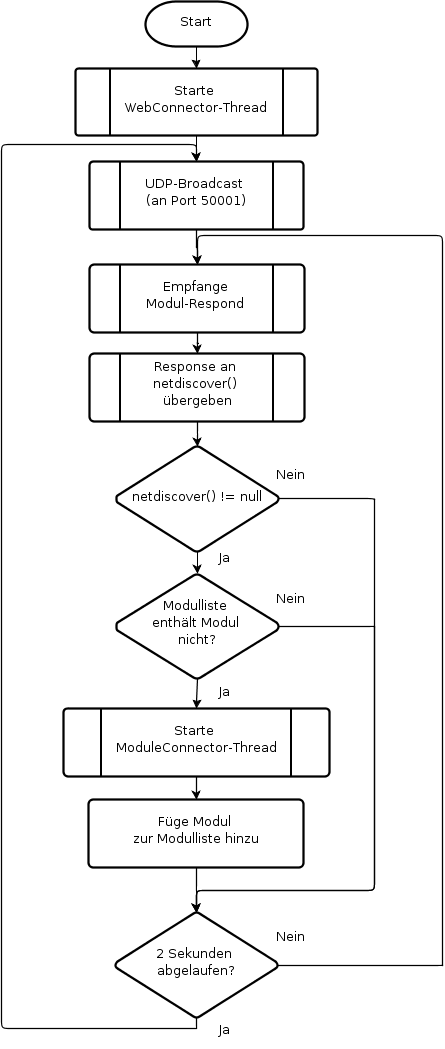 Start
Starte
WebConnector-Thread
UDP-Broadcast
(an Port 50001)
Empfange
Modul-Respond
Response an
netdiscover()
übergeben
Nein
netdiscover() != null
Ja
Nein
Modulliste
enthält Modul
nicht?
Ja
Starte
ModuleConnector-Thread
Füge Modul
zur Modulliste hinzu
Nein
2 Sekunden
abgelaufen?
Ja